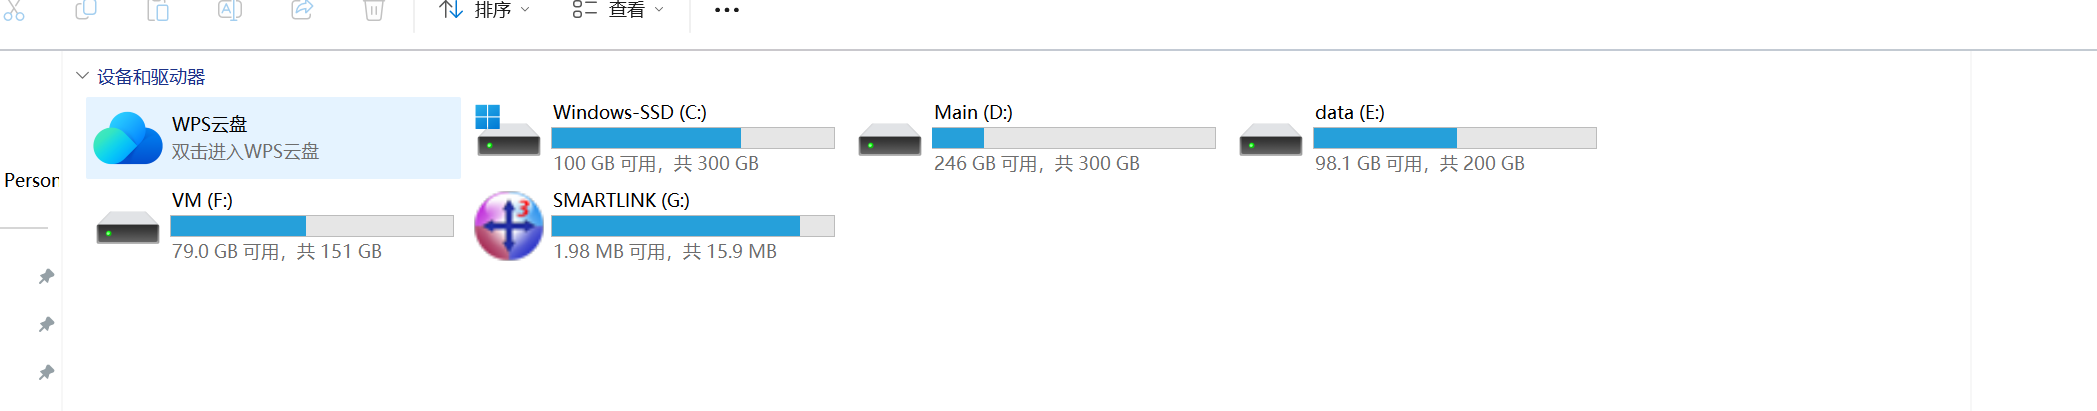 排序 查看
设备和驱动器
WPS云盘
双击进入WPS云盘
Windows-SSD (C:)
100 GB 可用，共 300 GB
Main (D:)
246 GB 可用，共 300 GB
data (E:)
98.1 GB 可用，共 200 GB
Person
VM (F:)
79.0 GB 可用，共 151 GB
3
SMARTLINK (G:)
1.98 MB 可用，共 15.9 MB